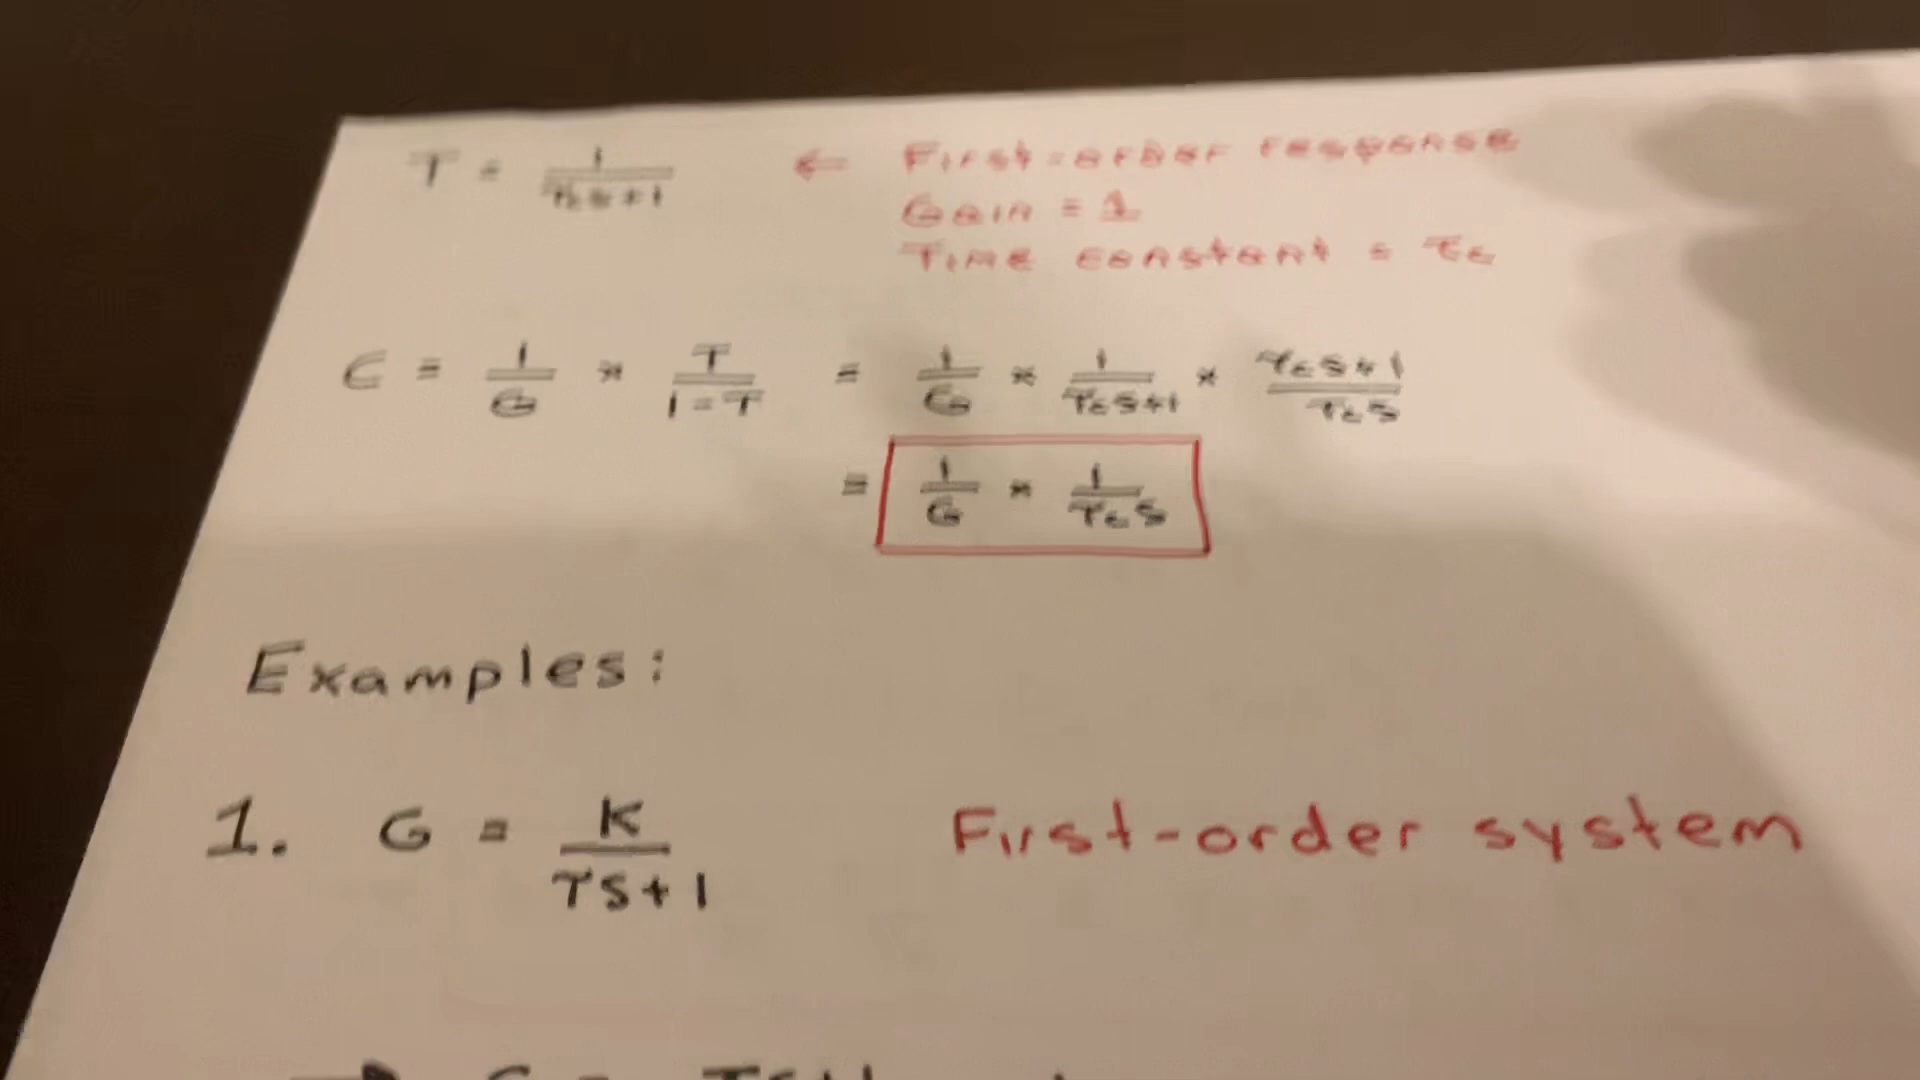 T = 1/(τcs+1) ← First-order response
Gain = 1
Time constant = τc
C = 1/G * T/(1-T) = 1/G * 1/(τcs+1) * (τcs+1)/(τcs)
= 1/G * 1/(τcs)
Examples:
1. G = K/(τs+1) First-order system